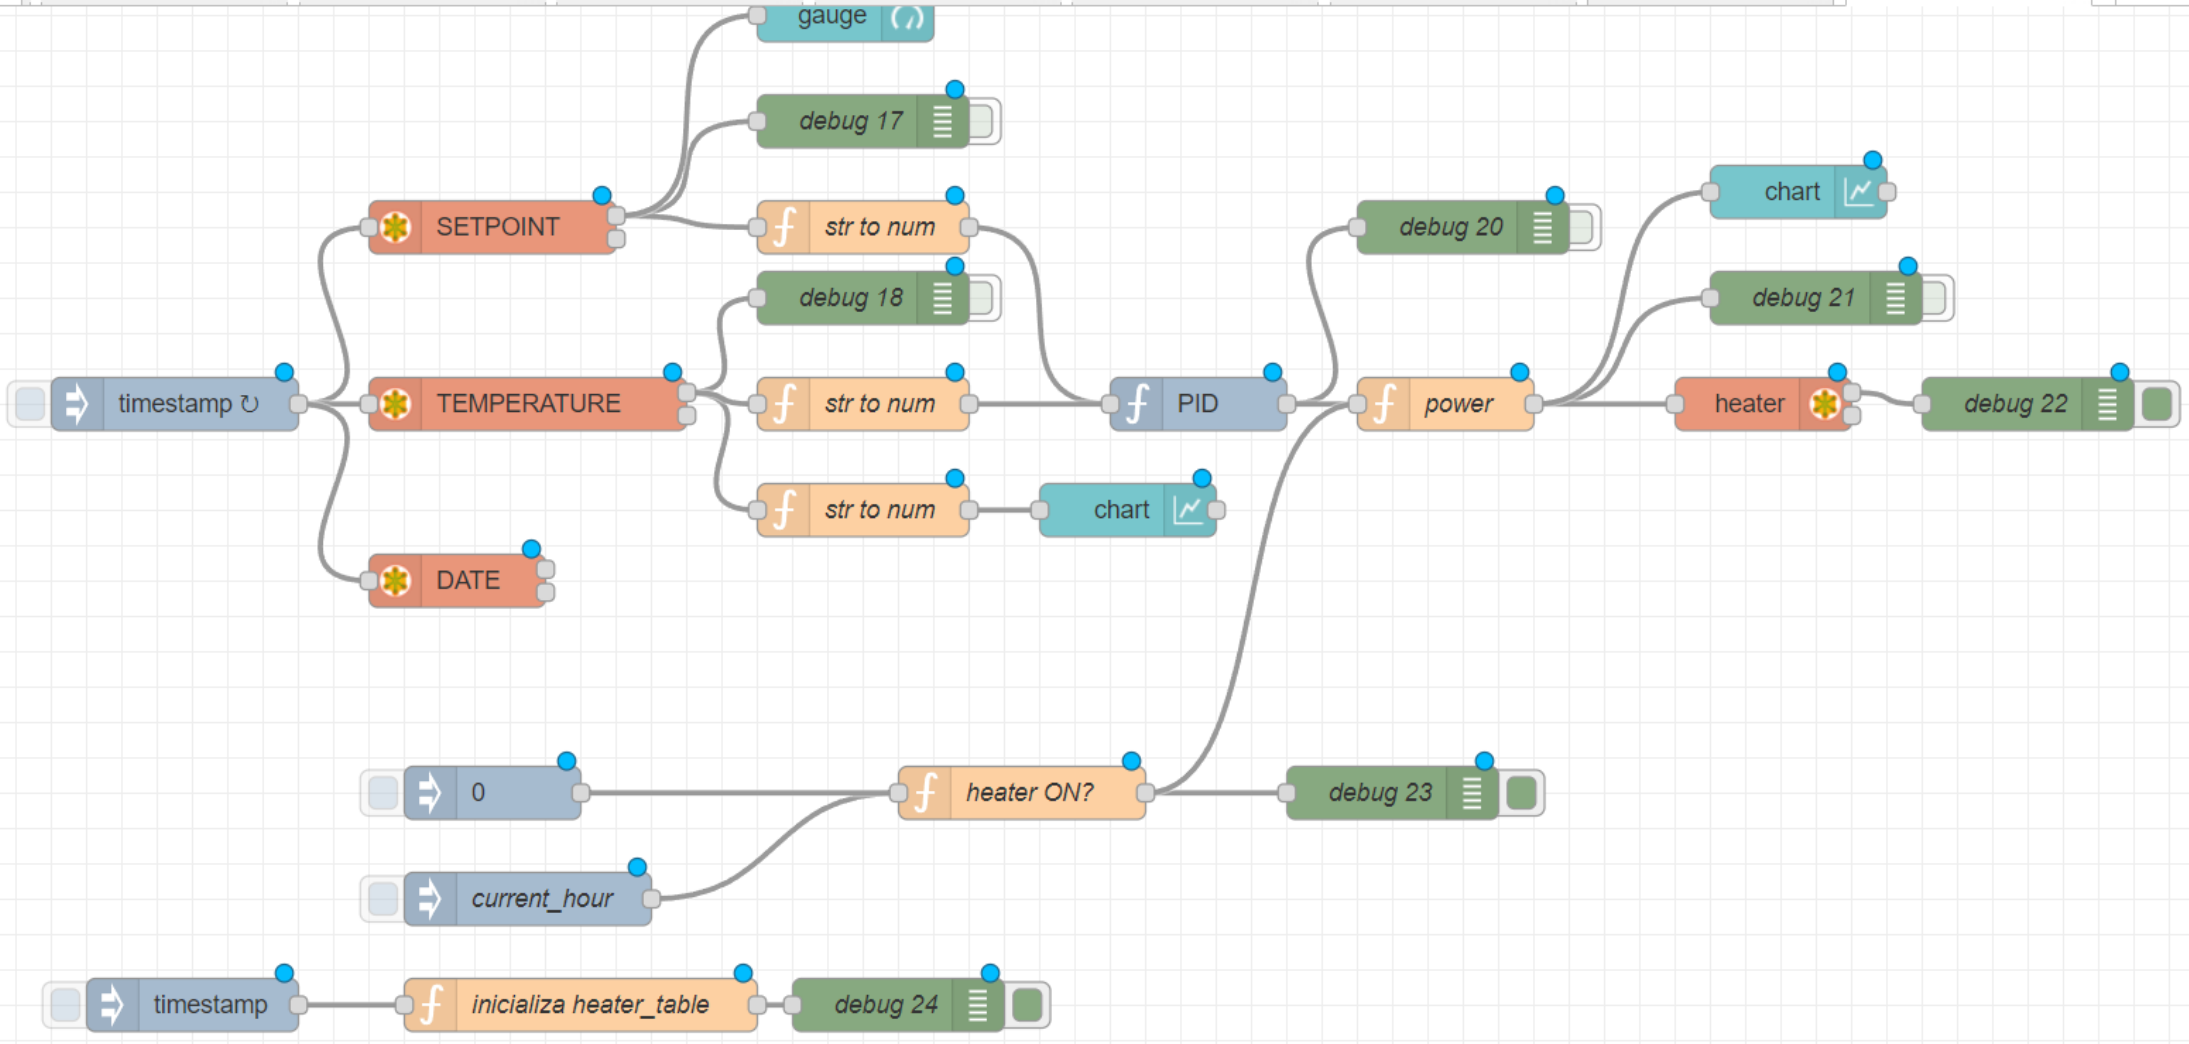 gauge
debug 17
chart
SETPOINT
str to num
debug 20
debug 18
debug 21
timestamp ↻
TEMPERATURE
str to num
PID
power
heater
debug 22
str to num
chart
DATE
0
heater ON?
debug 23
current_hour
timestamp
inicializa heater_table
debug 24